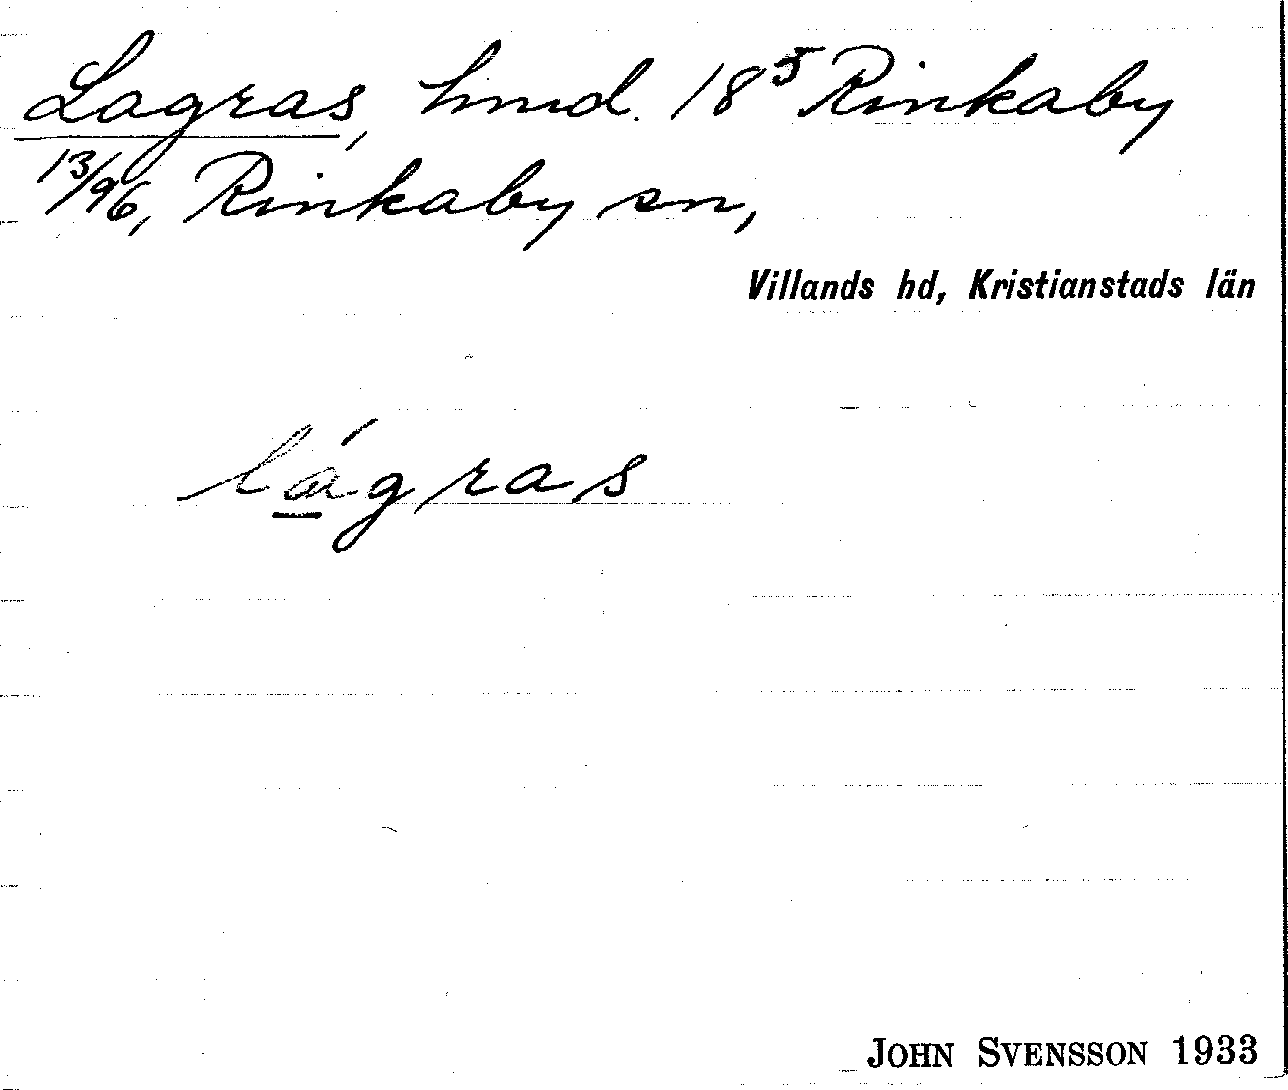 Lagras, hmd. 18⁵ Rinkaby
13/96, Rinkaby sn,
Villands hd, Kristianstads län
lágras
JOHN SVENSSON 1933